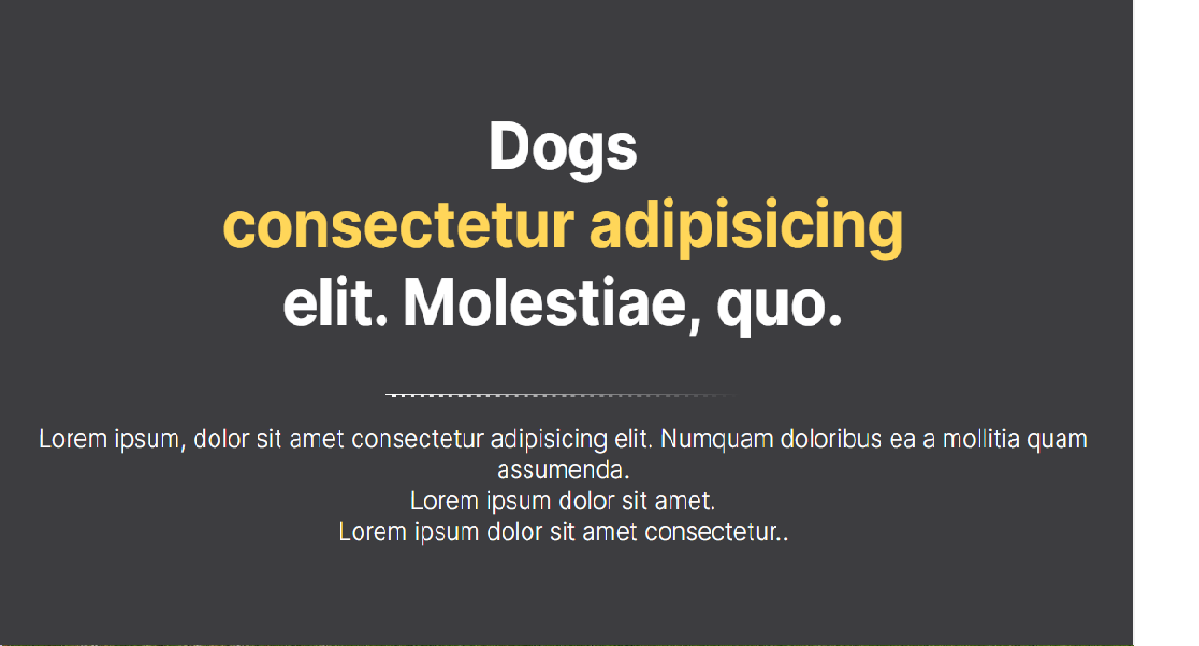 Dogs
consectetur adipisicing
elit. Molestiae, quo.
Lorem ipsum, dolor sit amet consectetur adipisicing elit. Numquam doloribus ea a mollitia quam
assumenda.
Lorem ipsum dolor sit amet.
Lorem ipsum dolor sit amet consectetur..